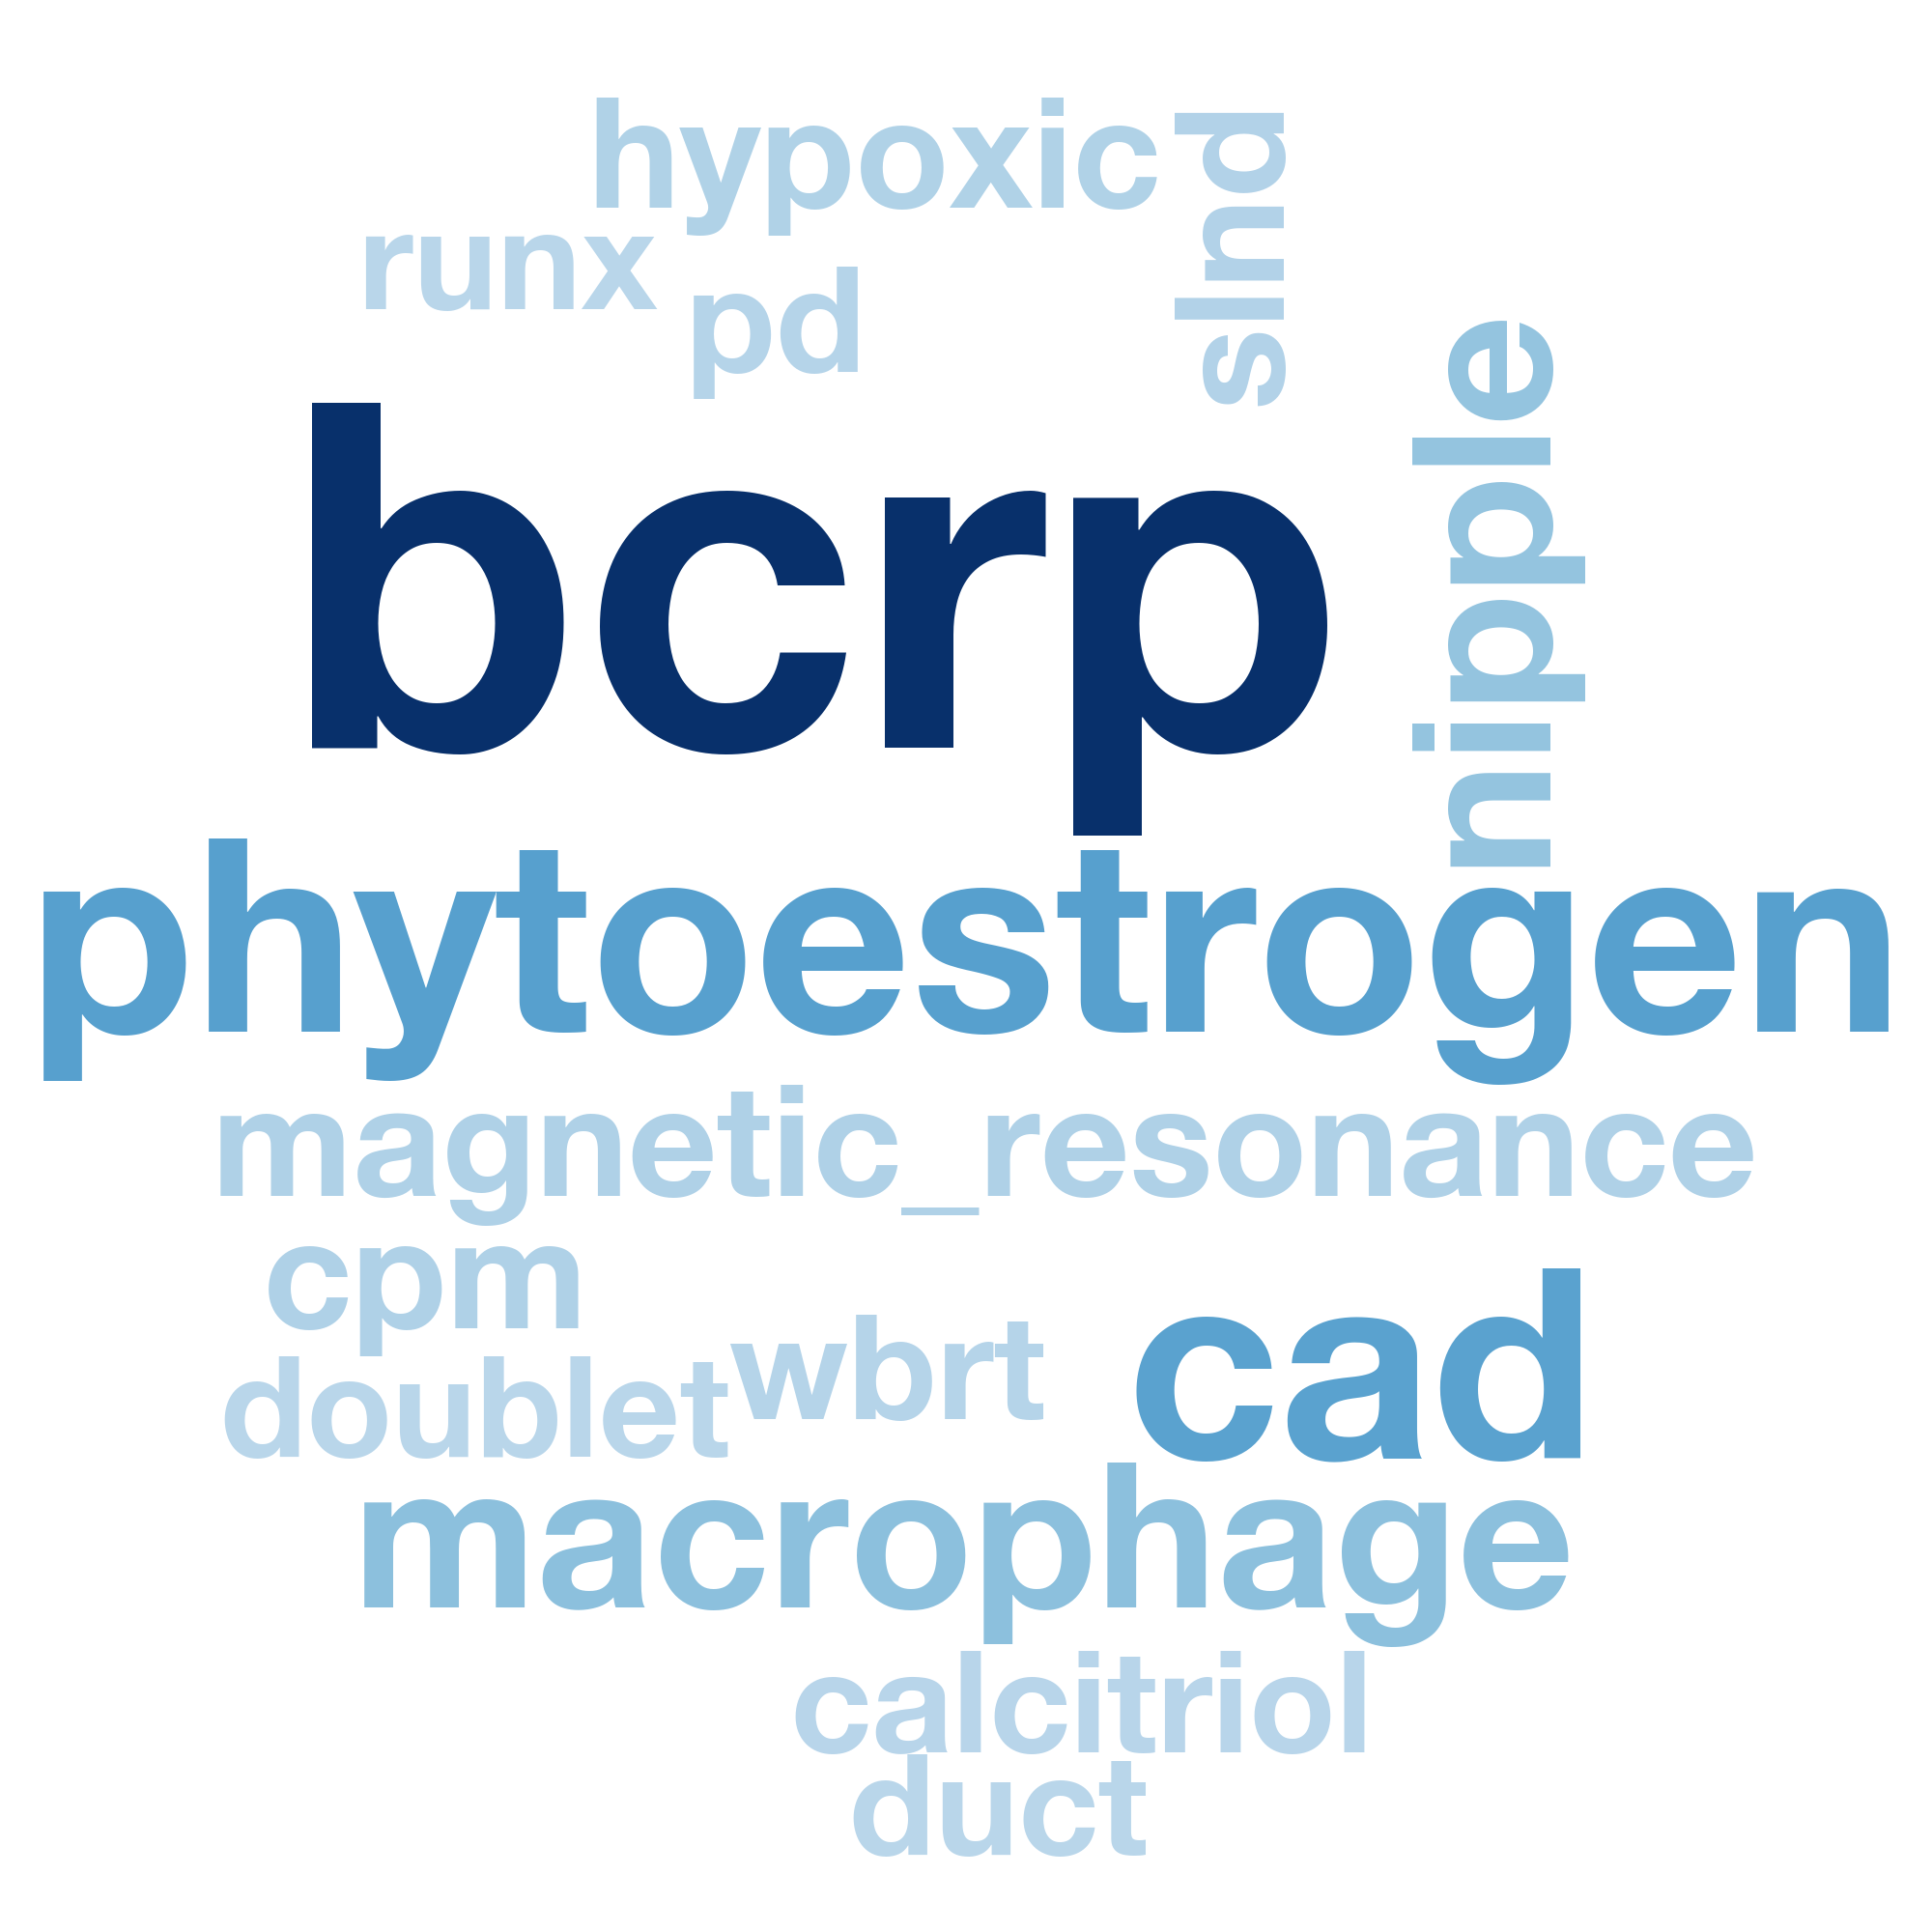 hypoxic
slnd
runx
pd
nipple
bcrp
phytoestrogen
magnetic_resonance
cpm
cad
wbrt
doublet
macrophage
calcitriol
duct